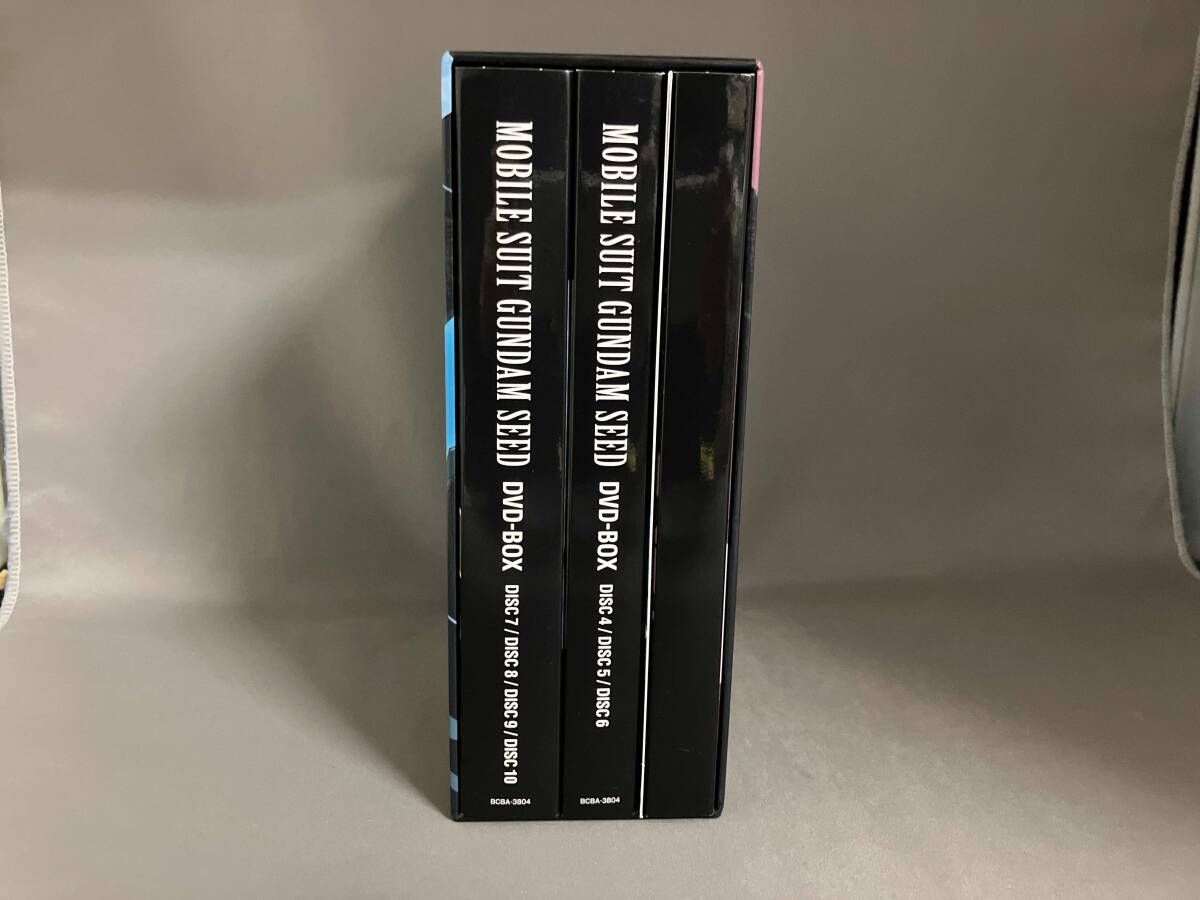 MOBILE SUIT GUNDAM SEED DVD-BOX DISC 7 / DISC 8 / DISC 9 / DISC 10
BCBA-3804
MOBILE SUIT GUNDAM SEED DVD-BOX DISC 4 / DISC 5 / DISC 6
BCBA-3804